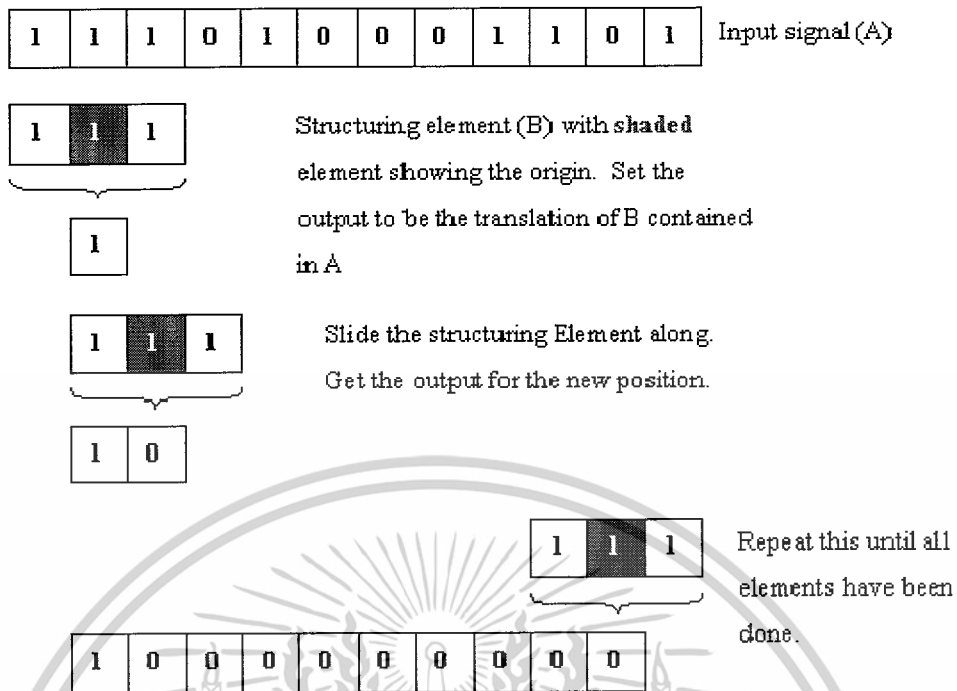 1 1 1 0 1 0 0 0 1 1 0 1 Input signal (A)
1 1 1
Structuring element (B) with shaded
element showing the origin. Set the
output to be the translation of B contained
in A
1
1 1 1
Slide the structuring Element along.
Get the output for the new position.
1 0
1 1 1
Repeat this until all
elements have been
done.
1 0 0 0 0 0 0 0 0 0